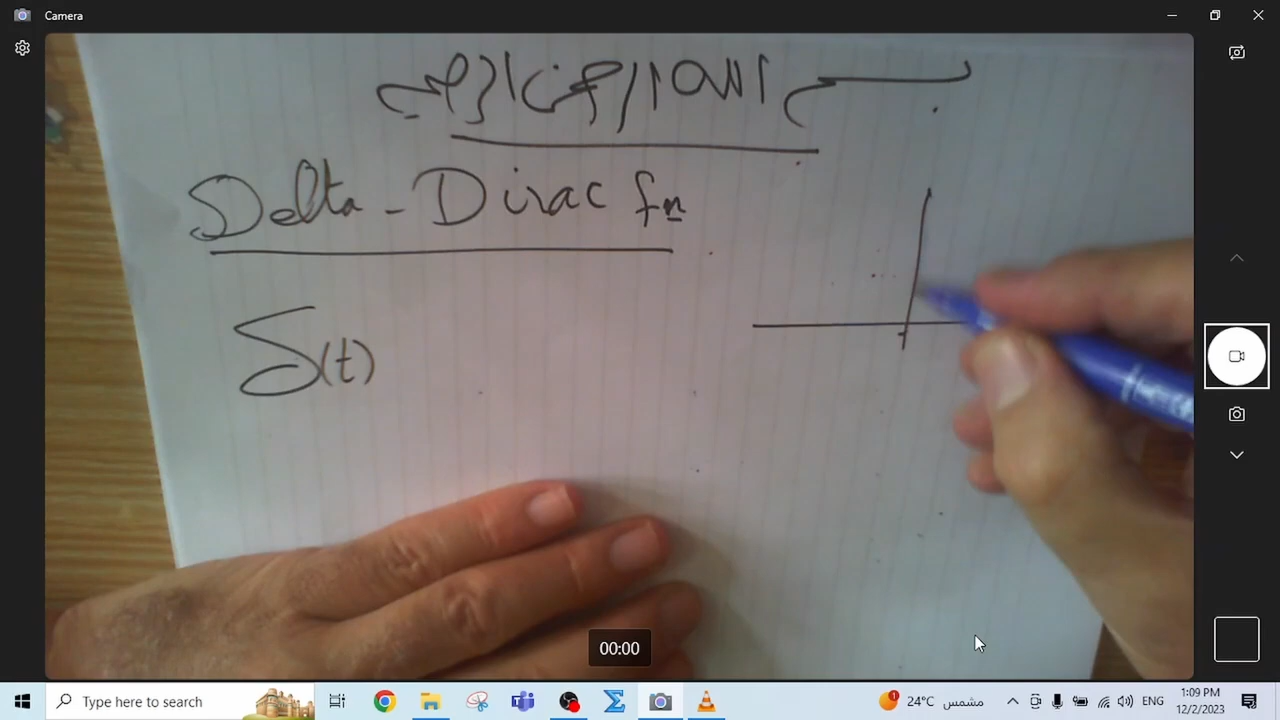 Camera
بسم الله الرحمن الرحيم
Delta - Dirac fn
δ(t)
00:00
Type here to search
1
24°C
مشمس
ENG
1:09 PM
12/2/2023